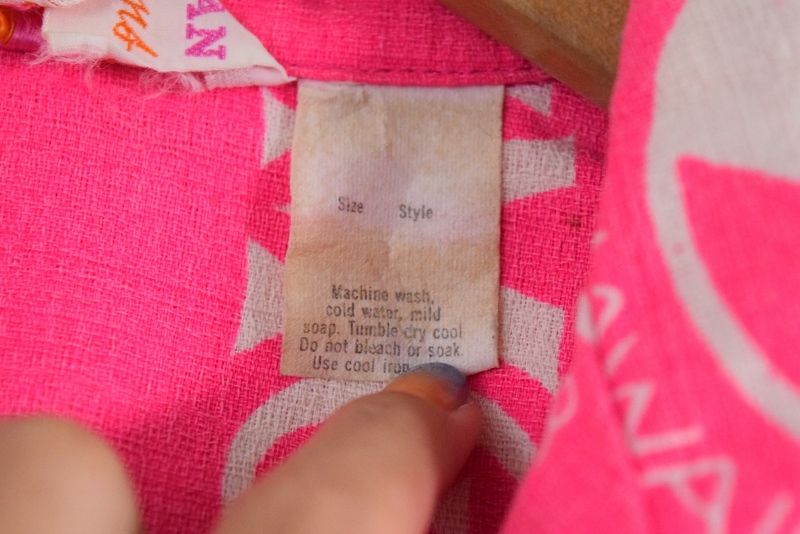 AN
Size Style
Machine wash,
cold water, mild
soap. Tumble dry cool
Do not bleach or soak.
Use cool iron